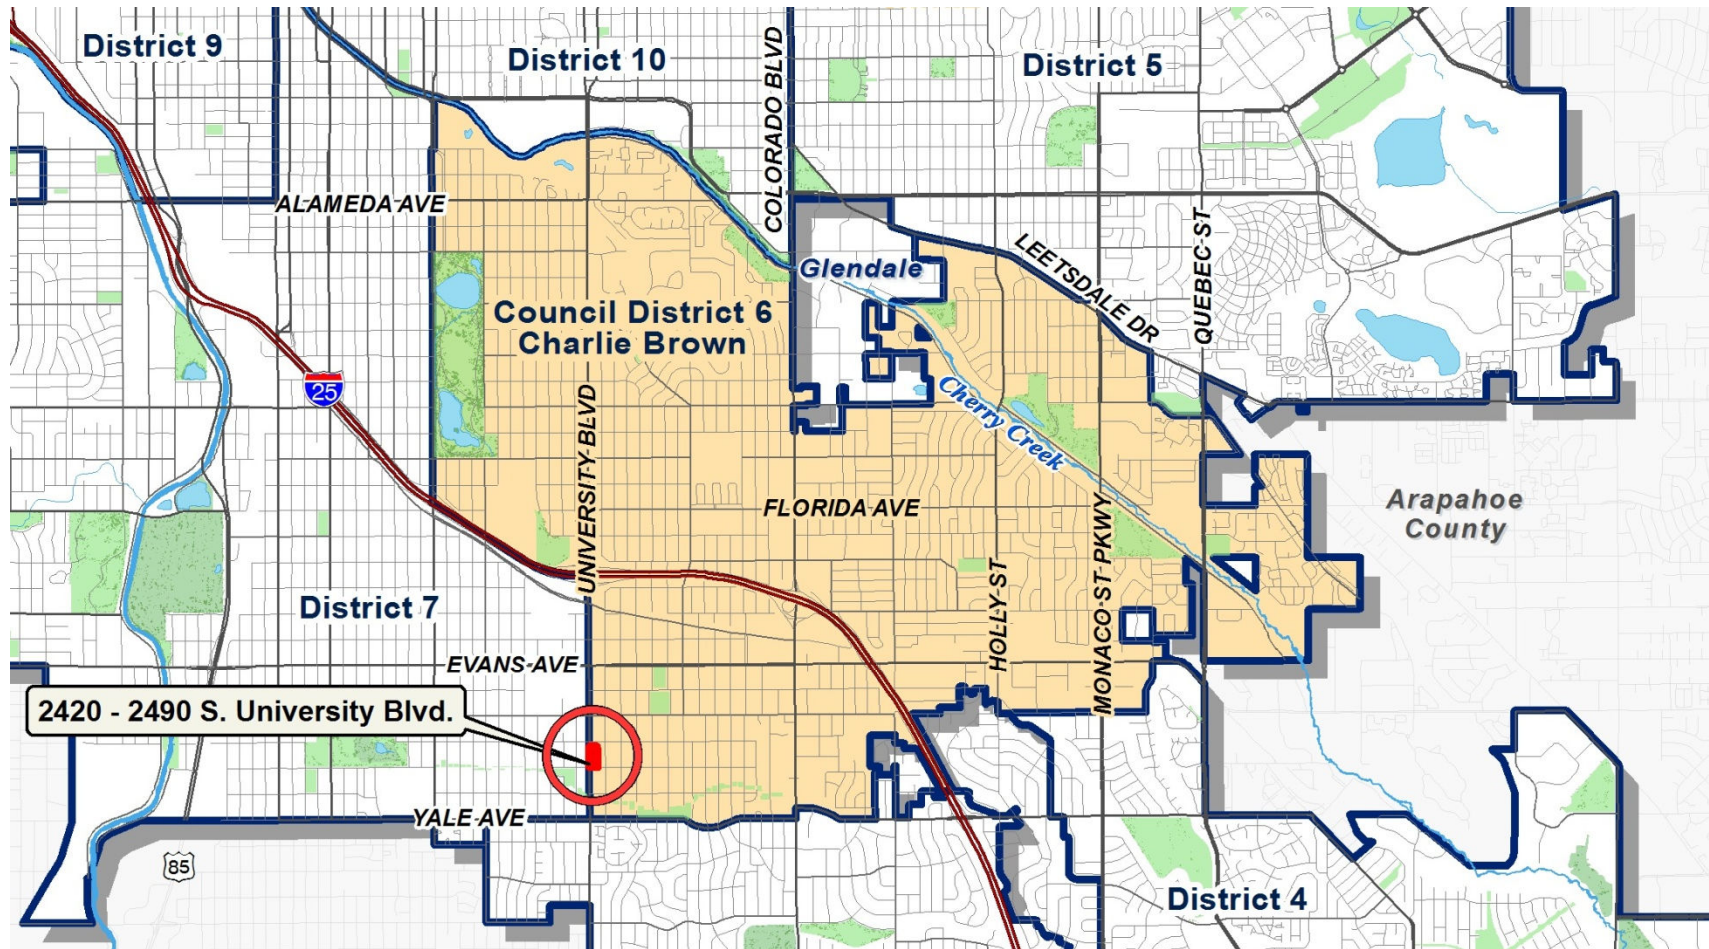 District 9
District 10
COLORADO BLVD
District 5
ALAMEDA AVE
LEETSDALE DR
QUEBEC ST
Glendale
Council District 6
Charlie Brown
25
UNIVERSITY BLVD
Cherry Creek
FLORIDA AVE
Arapahoe
County
HOLLY ST
MONACO ST PKWY
District 7
EVANS AVE
2420 - 2490 S. University Blvd.
YALE AVE
85
District 4